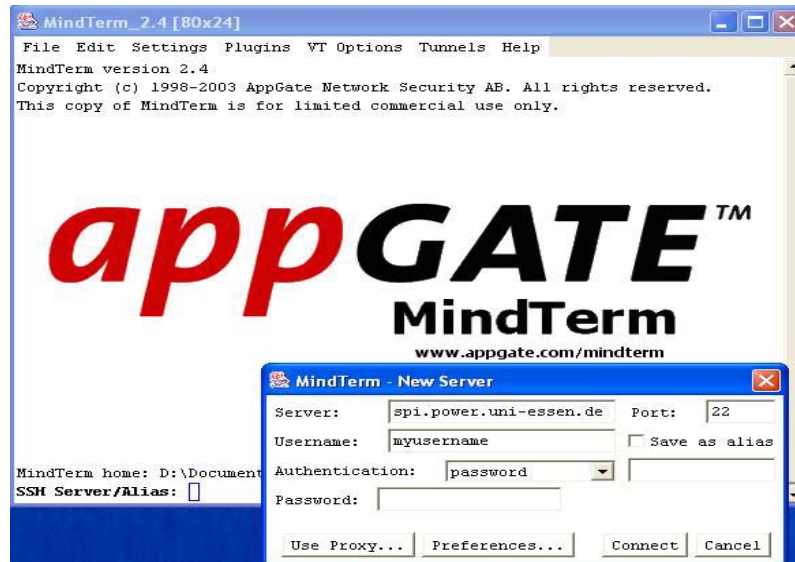 MindTerm_2.4 [80x24]
File Edit Settings Plugins VT Options Tunnels Help
MindTerm version 2.4
Copyright (c) 1998-2003 AppGate Network Security AB. All rights reserved.
This copy of MindTerm is for limited commercial use only.
appGATE™
MindTerm
www.appgate.com/mindterm
MindTerm home: D:\Document
SSH Server/Alias:
MindTerm - New Server
Server: spi.power.uni-essen.de Port: 22
Username: myusername Save as alias
Authentication: password
Password:
Use Proxy... Preferences... Connect Cancel